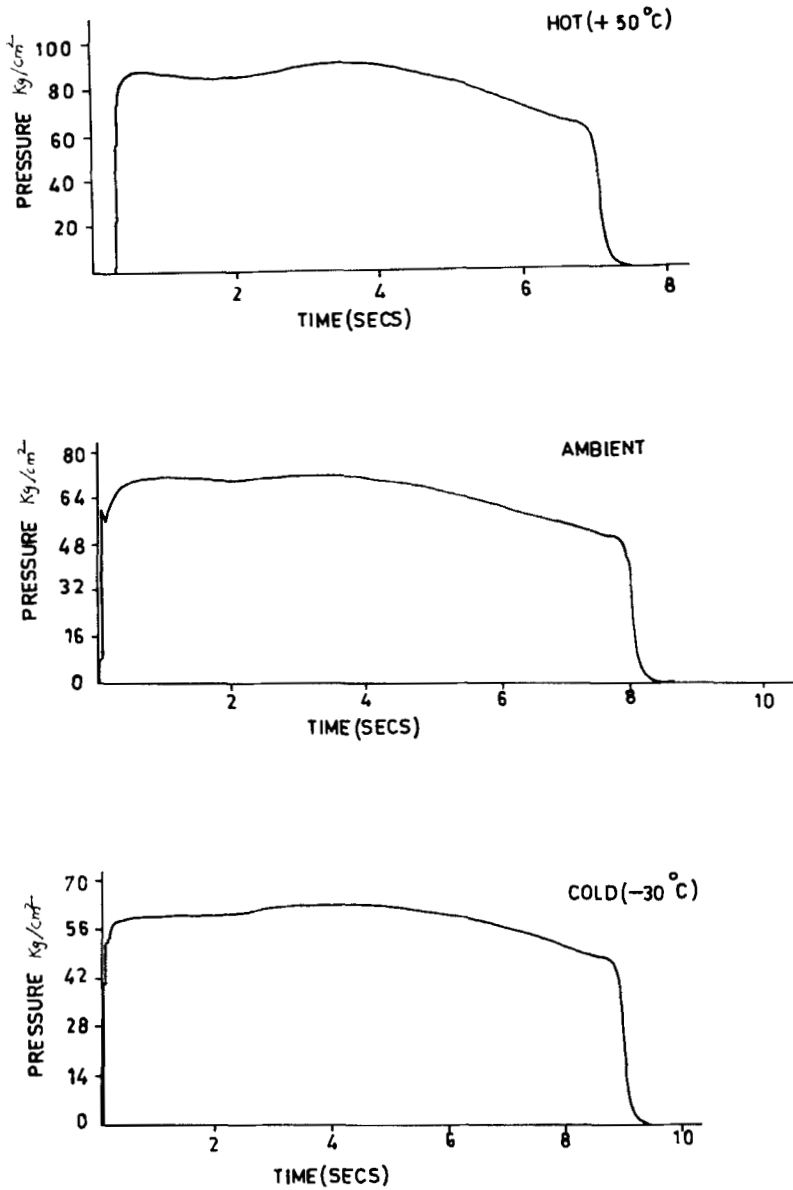 HOT (+ 50°C)
PRESSURE Kg/cm²
100
80
60
40
20
2 4 6 8
TIME (SECS)
AMBIENT
PRESSURE Kg/cm²
80
64
48
32
16
0
2 4 6 8 10
TIME (SECS)
COLD (−30°C)
PRESSURE Kg/cm²
70
56
42
28
14
0
2 4 6 8 10
TIME (SECS)